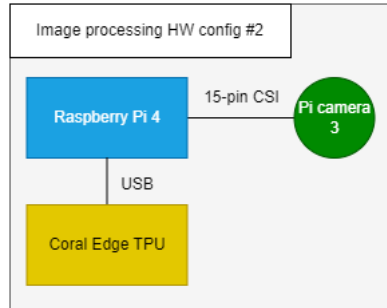 Image processing HW config #2
15-pin CSI
Raspberry Pi 4
Pi camera
3
USB
Coral Edge TPU